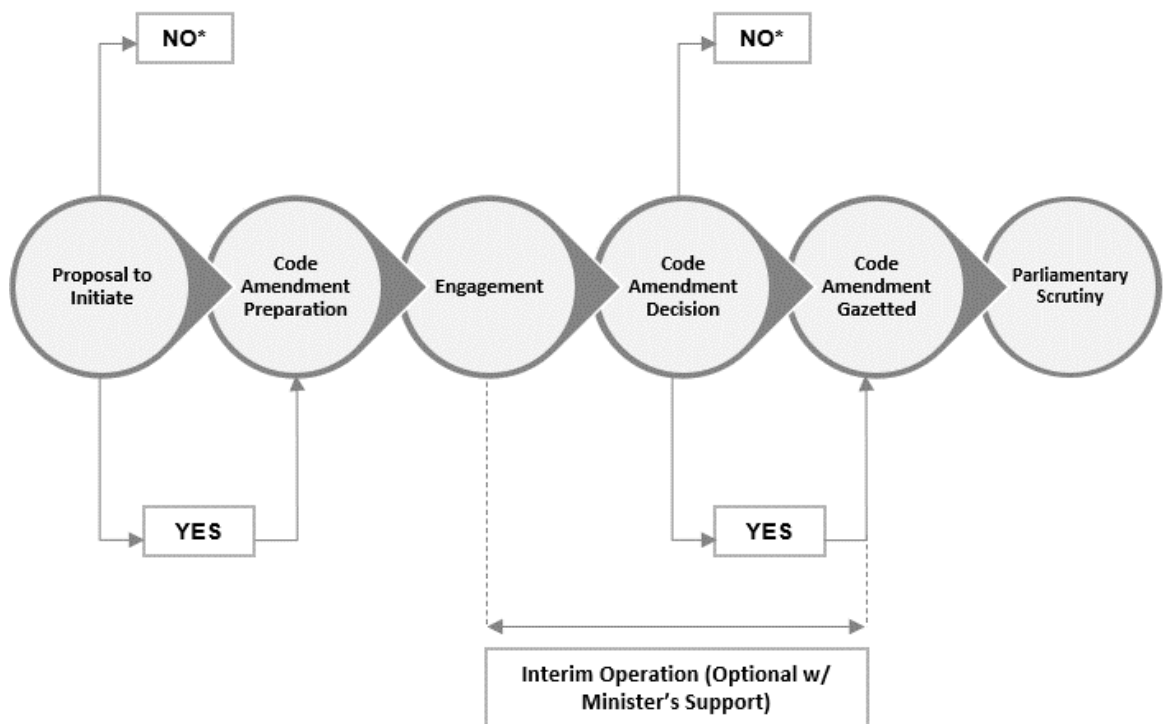 NO*
NO*
Proposal to
Initiate
Code
Amendment
Preparation
Engagement
Code
Amendment
Decision
Code
Amendment
Gazetted
Parliamentary
Scrutiny
YES
YES
Interim Operation (Optional w/
Minister's Support)